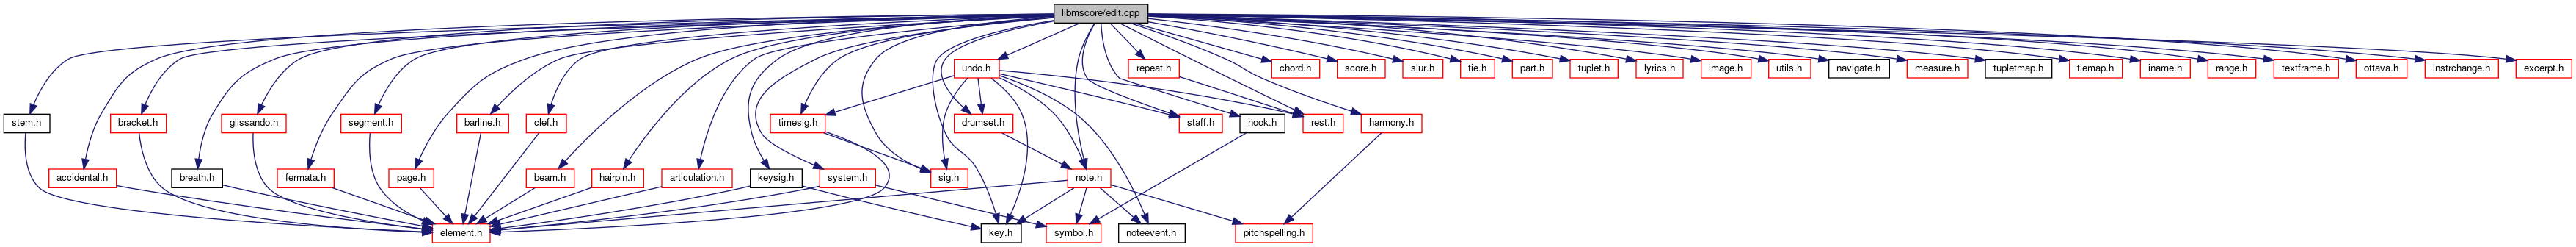 libmscore/edit.cpp
undo.h
repeat.h
chord.h
score.h
slur.h
tie.h
part.h
tuplet.h
lyrics.h
image.h
utils.h
navigate.h
measure.h
tupletmap.h
tiemap.h
iname.h
range.h
textframe.h
ottava.h
instrchange.h
excerpt.h
stem.h
bracket.h
glissando.h
segment.h
barline.h
clef.h
timesig.h
drumset.h
staff.h
hook.h
rest.h
harmony.h
accidental.h
breath.h
fermata.h
page.h
beam.h
hairpin.h
articulation.h
keysig.h
system.h
sig.h
note.h
element.h
key.h
symbol.h
noteevent.h
pitchspelling.h